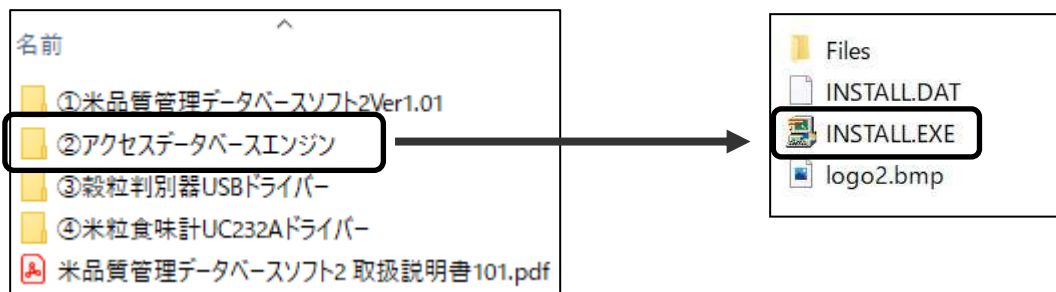 名前
①米品質管理データベースソフト2Ver1.01
②アクセスデータベースエンジン
③穀粒判別器USBドライバー
④米粒食味計UC232Aドライバー
米品質管理データベースソフト2 取扱説明書101.pdf
Files
INSTALL.DAT
INSTALL.EXE
logo2.bmp